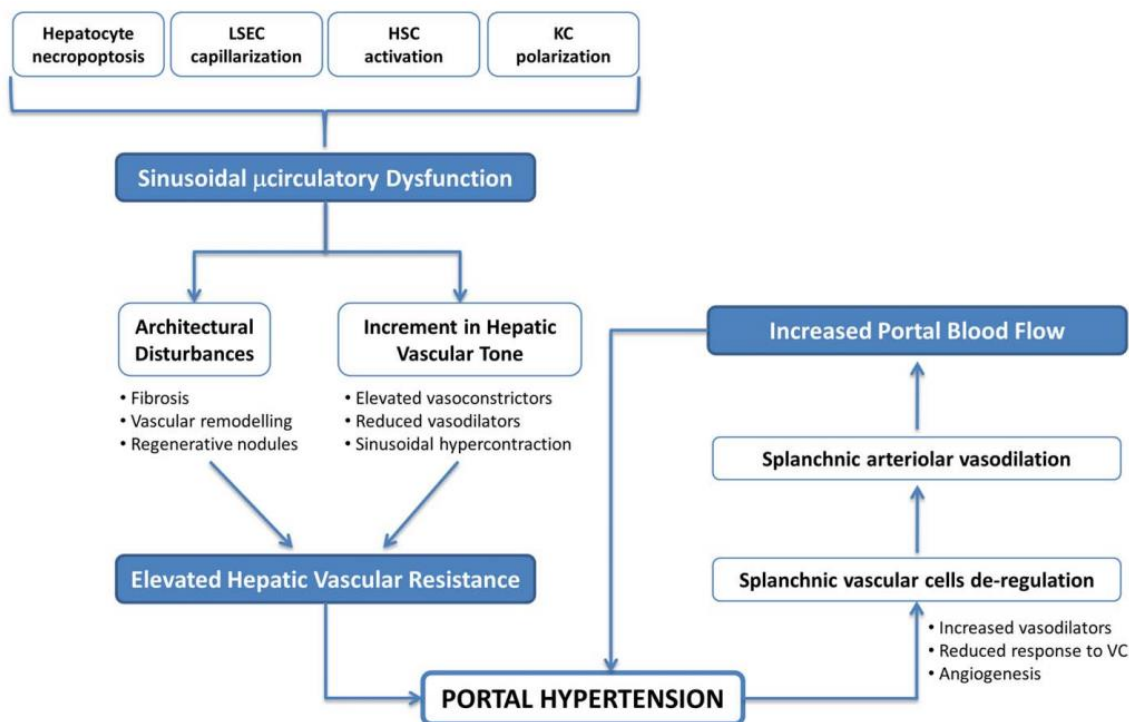 Hepatocyte
necropoptosis
LSEC
capillarization
HSC
activation
KC
polarization
Sinusoidal μcirculatory Dysfunction
Architectural
Disturbances
• Fibrosis
• Vascular remodelling
• Regenerative nodules
Increment in Hepatic
Vascular Tone
• Elevated vasoconstrictors
• Reduced vasodilators
• Sinusoidal hypercontraction
Elevated Hepatic Vascular Resistance
Increased Portal Blood Flow
Splanchnic arteriolar vasodilation
Splanchnic vascular cells de-regulation
• Increased vasodilators
• Reduced response to VC
• Angiogenesis
PORTAL HYPERTENSION